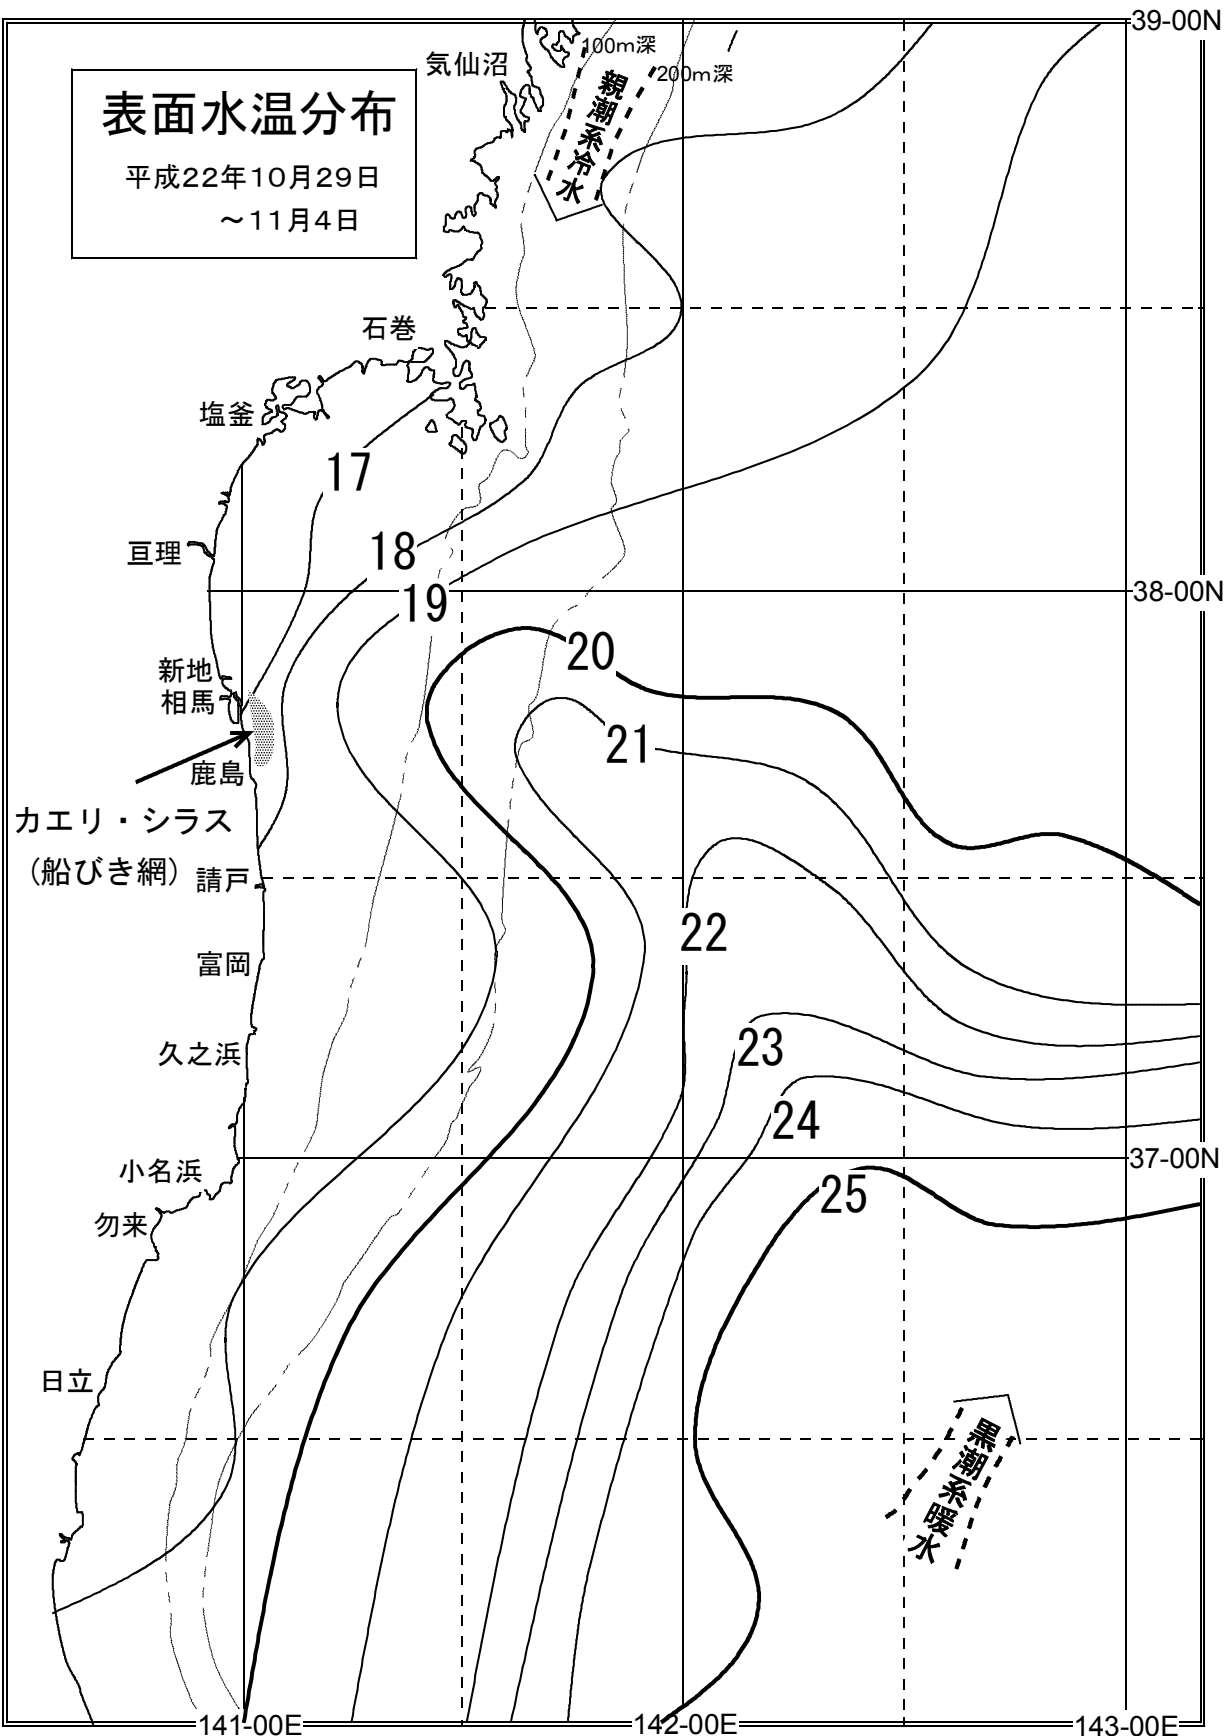 39-00N
気仙沼
100m深
200m深
親潮系冷水
表面水温分布
平成22年10月29日
～11月4日
石巻
塩釜
17
18
亘理
38-00N
19
20
新地
相馬
21
鹿島
カエリ・シラス
（船びき網）
請戸
22
富岡
久之浜
23
24
37-00N
小名浜
25
勿来
日立
黒潮系暖水
141-00E
142-00E
143-00E